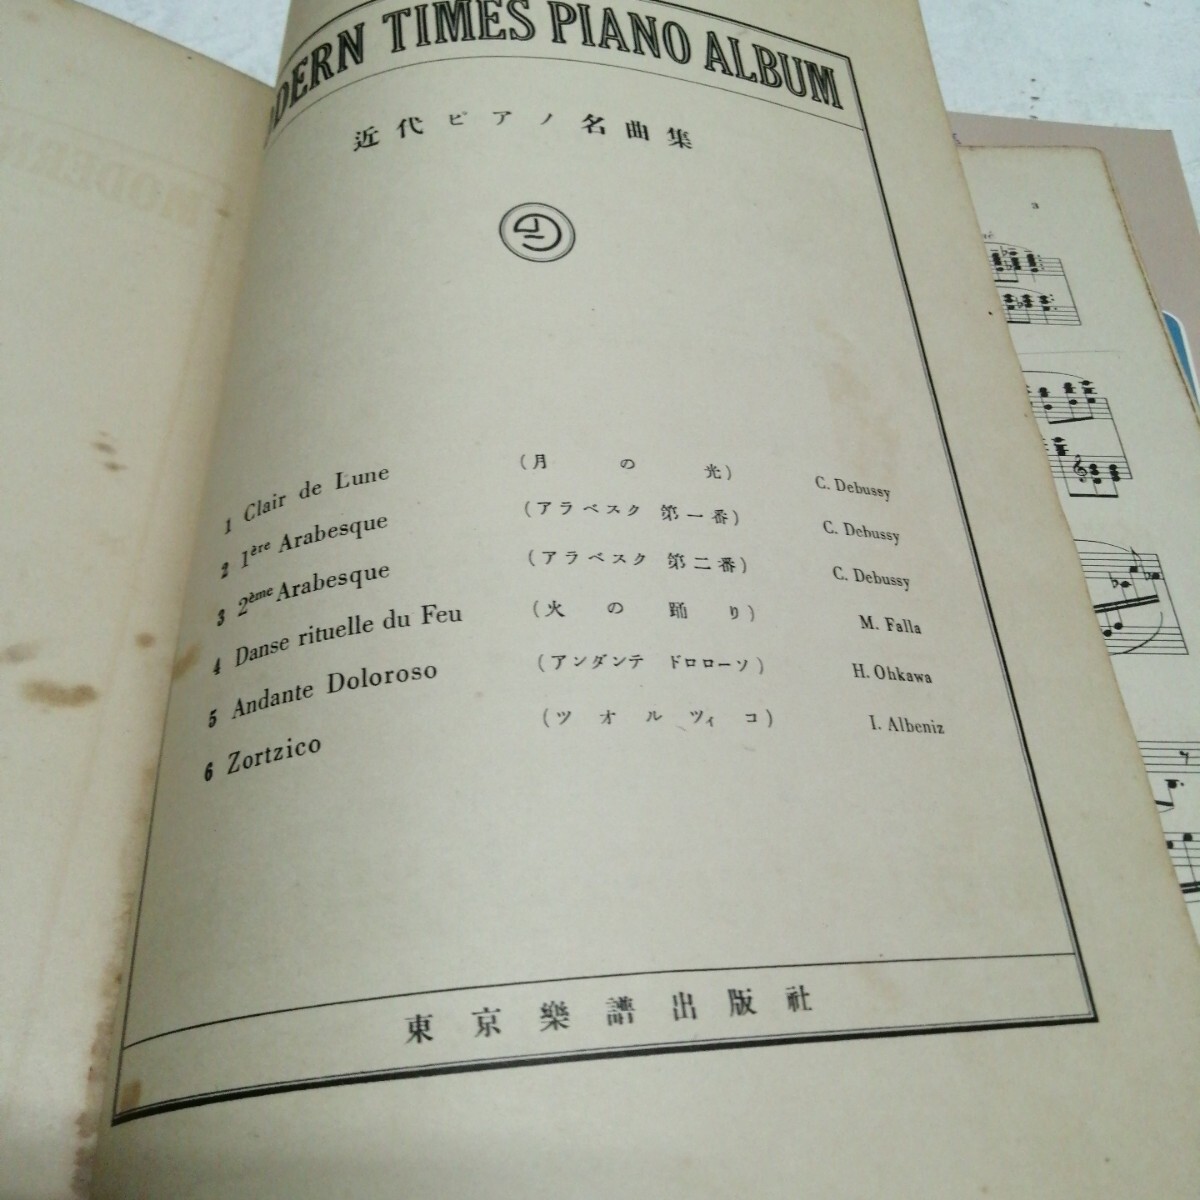 ODERN TIMES PIANO ALBUM
近代ピアノ名曲集
1 Clair de Lune (月の光) C. Debussy
2 1ère Arabesque (アラベスク 第一番) C. Debussy
3 2ème Arabesque (アラベスク 第二番) C. Debussy
4 Danse rituelle du Feu (火の踊り) M. Falla
5 Andante Doloroso (アンダンテ ドロローソ) H. Ohkawa
6 Zortzico (ツオルツィコ) I. Albeniz
東京樂譜出版社
3